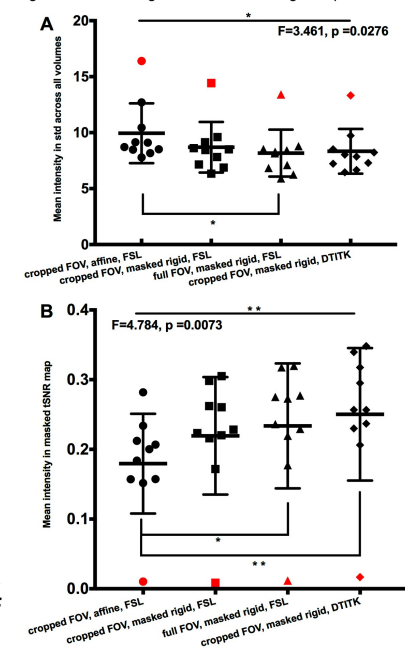 A
*
F=3.461, p =0.0276
Mean intensity in std across all volumes
20
15
10
5
0
*
cropped FOV, affine, FSL
cropped FOV, masked rigid, FSL
full FOV, masked rigid, FSL
cropped FOV, masked rigid, DTITK
B
**
F=4.784, p =0.0073
Mean intensity in masked tSNR map
0.4
0.3
0.2
0.1
0.0
*
**
cropped FOV, affine, FSL
cropped FOV, masked rigid, FSL
full FOV, masked rigid, FSL
cropped FOV, masked rigid, DTITK